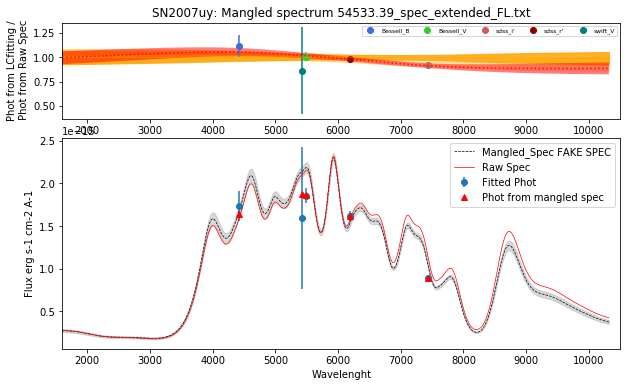 SN2007uy: Mangled spectrum 54533.39_spec_extended_FL.txt
Phot from LCfitting /
Phot from Raw Spec
1.25
1.00
0.75
0.50
Bessell_B
Bessell_V
sdss_i'
sdss_r'
swift_V
2000 3000 4000 5000 6000 7000 8000 9000 10000
1e-15
Flux erg s-1 cm-2 A-1
2.5
2.0
1.5
1.0
0.5
Mangled_Spec FAKE SPEC
Raw Spec
Fitted Phot
Phot from mangled spec
2000 3000 4000 5000 6000 7000 8000 9000 10000
Wavelenght